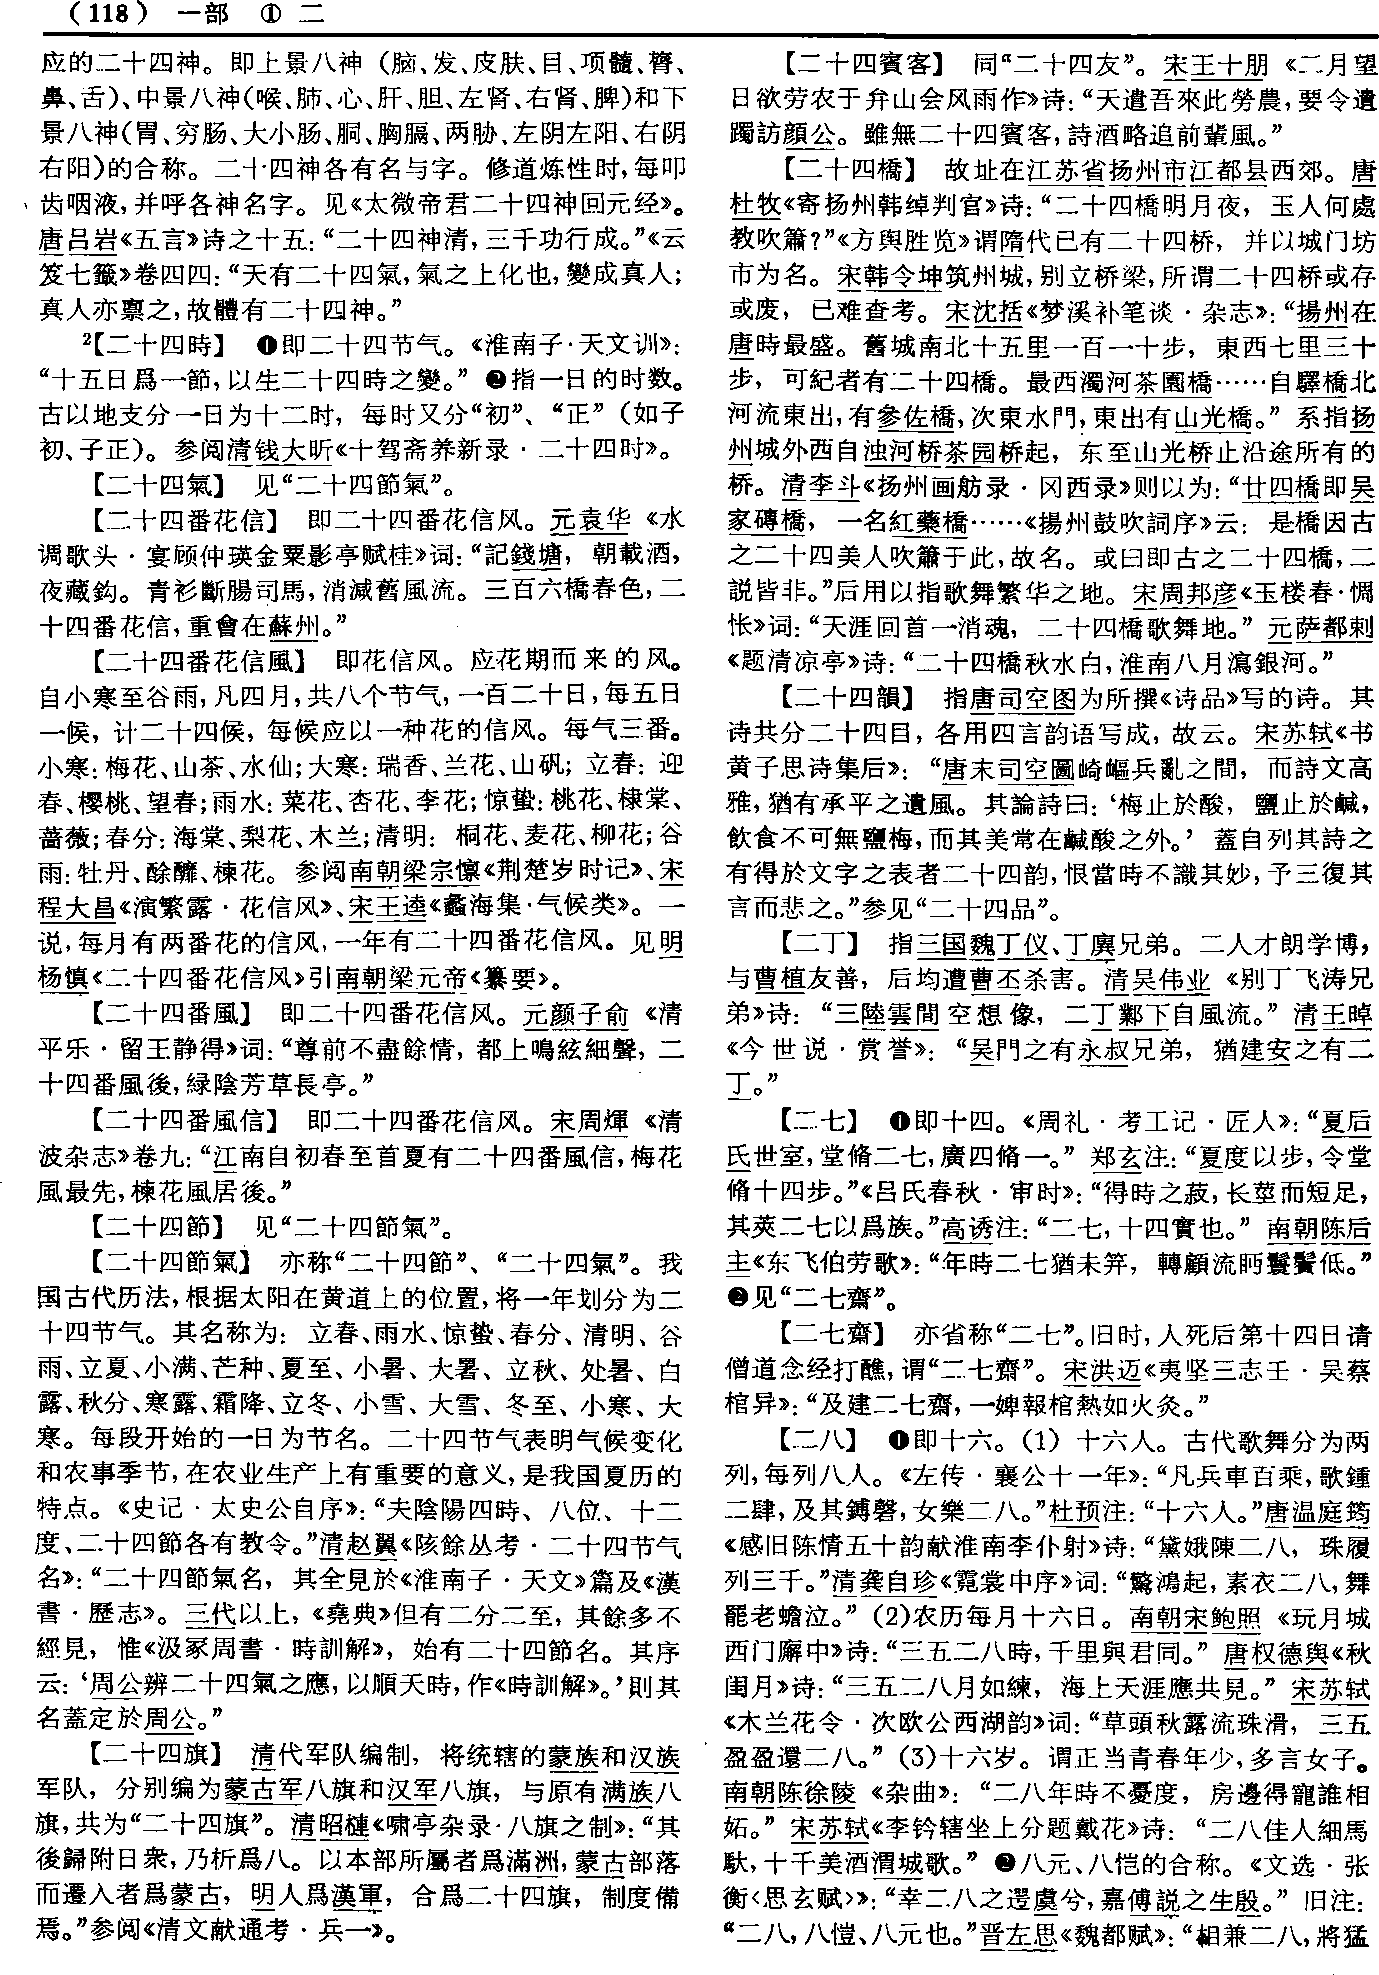 （118） 一部 ① 二
应的二十四神。即上景八神（脑、发、皮肤、目、项髓、膂、
鼻、舌）、中景八神(喉、肺、心、肝、胆、左肾、右肾、脾)和下
景八神(胃、穷肠、大小肠、胴、胸膈、两胁、左阴左阳、右阴
右阳)的合称。二十四神各有名与字。修道炼性时,每叩
齿咽液,并呼各神名字。见《太微帝君二十四神回元经》。
唐吕岩《五言》诗之十五:“二十四神清,三千功行成。”《云
笈七籤》卷四四:“天有二十四氣,氣之上化也,變成真人;
真人亦禀之,故體有二十四神。”
²【二十四時】 ❶即二十四节气。《淮南子·天文训》:
“十五日爲一節,以生二十四時之變。” ❷指一日的时数。
古以地支分一日为十二时, 每时又分“初”、“正”（如子
初、子正）。参阅清钱大昕《十驾斋养新录·二十四时》。
【二十四氣】 见“二十四節氣”。
【二十四番花信】 即二十四番花信风。元袁华《水
调歌头·宴顾仲瑛金粟影亭赋桂》词:“記錢塘, 朝載酒,
夜藏鈎。青衫斷腸司馬,消減舊風流。三百六橋春色,二
十四番花信,重會在蘇州。”
【二十四番花信風】 即花信风。应花期而来的风。
自小寒至谷雨,凡四月,共八个节气,一百二十日,每五日
一候, 计二十四候, 每候应以一种花的信风。每气三番。
小寒:梅花、山茶、水仙;大寒:瑞香、兰花、山矾; 立春: 迎
春、樱桃、望春;雨水:菜花、杏花、李花;惊蛰:桃花、棣棠、
蔷薇;春分:海棠、梨花、木兰;清明: 桐花、麦花、柳花;谷
雨:牡丹、酴醾、楝花。参阅南朝梁宗懔《荆楚岁时记》、宋
程大昌《演繁露·花信风》、宋王逵《蠡海集·气候类》。一
说,每月有两番花的信风,一年有二十四番花信风。见明
杨慎《二十四番花信风》引南朝梁元帝《纂要》。
【二十四番風】 即二十四番花信风。元颜子俞《清
平乐·留王静得》词:“尊前不盡餘情, 都上鳴絃細聲, 二
十四番風後,緑陰芳草長亭。”
【二十四番風信】 即二十四番花信风。宋周煇《清
波杂志》卷九:“江南自初春至首夏有二十四番風信,梅花
風最先,楝花風居後。”
【二十四節】 见“二十四節氣”。
【二十四節氣】 亦称“二十四節”、“二十四氣”。我
国古代历法,根据太阳在黄道上的位置,将一年划分为二
十四节气。其名称为: 立春、雨水、惊蛰、春分、清明、谷
雨、立夏、小满、芒种、夏至、小暑、大暑、立秋、处暑、白
露、秋分、寒露、霜降、立冬、小雪、大雪、冬至、小寒、大
寒。每段开始的一日为节名。二十四节气表明气候变化
和农事季节,在农业生产上有重要的意义,是我国夏历的
特点。《史记·太史公自序》:“夫陰陽四時、八位、十二
度、二十四節各有教令。”清赵翼《陔餘丛考·二十四节气
名》:“二十四節氣名, 其全見於《淮南子·天文》篇及《漢
書·歷志》。三代以上, 《堯典》但有二分二至, 其餘多不
經見, 惟《汲冢周書·時訓解》, 始有二十四節名。其序
云:‘周公辨二十四氣之應,以順天時,作《時訓解》。’則其
名蓋定於周公。”
【二十四旗】 清代军队编制, 将统辖的蒙族和汉族
军队, 分别编为蒙古军八旗和汉军八旗, 与原有满族八
旗,共为“二十四旗”。清昭槤《啸亭杂录·八旗之制》:“其
後歸附日衆,乃析爲八。以本部所屬者爲滿洲,蒙古部落
而遷入者爲蒙古, 明人爲漢軍, 合爲二十四旗, 制度備
焉。”参阅《清文献通考·兵一》。
【二十四賓客】 同“二十四友”。宋王十朋《二月望
日欲劳农于弁山会风雨作》诗:“天遣吾來此勞農,要令遺
躅訪顔公。雖無二十四賓客,詩酒略追前輩風。”
【二十四橋】 故址在江苏省扬州市江都县西郊。唐
杜牧《寄扬州韩绰判官》诗:“二十四橋明月夜, 玉人何處
教吹簫?”《方舆胜览》谓隋代已有二十四桥, 并以城门坊
市为名。宋韩令坤筑州城,别立桥梁,所谓二十四桥或存
或废, 已难查考。宋沈括《梦溪补笔谈·杂志》:“揚州在
唐時最盛。舊城南北十五里一百一十步, 東西七里三十
步, 可紀者有二十四橋。最西濁河茶園橋……自驛橋北
河流東出,有參佐橋,次東水門,東出有山光橋。” 系指扬
州城外西自浊河桥茶园桥起, 东至山光桥止沿途所有的
桥。清李斗《扬州画舫录·冈西录》则以为:“廿四橋即吴
家磚橋, 一名紅藥橋……《揚州鼓吹詞序》云: 是橋因古
之二十四美人吹簫于此,故名。或曰即古之二十四橋,二
説皆非。”后用以指歌舞繁华之地。宋周邦彦《玉楼春·惆
怅》词:“天涯回首一消魂, 二十四橋歌舞地。” 元萨都剌
《题清凉亭》诗:“二十四橋秋水白,淮南八月瀉銀河。”
【二十四韻】 指唐司空图为所撰《诗品》写的诗。其
诗共分二十四目, 各用四言韵语写成, 故云。宋苏轼《书
黄子思诗集后》: “唐末司空圖崎嶇兵亂之間, 而詩文高
雅,猶有承平之遺風。其論詩曰:‘梅止於酸, 鹽止於鹹,
飲食不可無鹽梅,而其美常在鹹酸之外。’ 蓋自列其詩之
有得於文字之表者二十四韵,恨當時不識其妙,予三復其
言而悲之。”参见“二十四品”。
【二丁】 指三国魏丁仪、丁廙兄弟。二人才朗学博,
与曹植友善, 后均遭曹丕杀害。清吴伟业《别丁飞涛兄
弟》诗: “三陸雲間空想像, 二丁鄴下自風流。” 清王晫
《今世说·赏誉》: “吴門之有永叔兄弟, 猶建安之有二
丁。”
【二七】 ❶即十四。《周礼·考工记·匠人》:“夏后
氏世室,堂脩二七,廣四脩一。” 郑玄注:“夏度以步,令堂
脩十四步。”《吕氏春秋·审时》:“得時之菽,长莖而短足,
其莢二七以爲族。”高诱注:“二七,十四實也。” 南朝陈后
主《东飞伯劳歌》:“年時二七猶未笄, 轉顧流眄鬟鬢低。”
❷见“二七齋”。
【二七齋】 亦省称“二七”。旧时,人死后第十四日请
僧道念经打醮,谓“二七齋”。宋洪迈《夷坚三志壬·吴蔡
棺异》:“及建二七齋,一婢報棺熱如火灸。”
【二八】 ❶即十六。(1) 十六人。古代歌舞分为两
列,每列八人。《左传·襄公十一年》:“凡兵車百乘,歌鍾
二肆,及其鎛磬,女樂二八。”杜预注:“十六人。”唐温庭筠
《感旧陈情五十韵献淮南李仆射》诗:“黛娥陳二八, 珠履
列三千。”清龚自珍《霓裳中序》词:“驚鴻起,素衣二八,舞
罷老蟾泣。” (2)农历每月十六日。南朝宋鲍照《玩月城
西门廨中》诗:“三五二八時,千里與君同。” 唐权德舆《秋
闺月》诗:“三五二八月如練, 海上天涯應共見。” 宋苏轼
《木兰花令·次欧公西湖韵》词:“草頭秋露流珠滑, 三五
盈盈還二八。” (3)十六岁。谓正当青春年少,多言女子。
南朝陈徐陵《杂曲》: “二八年時不憂度, 房邊得寵誰相
妬。” 宋苏轼《李钤辖坐上分题戴花》诗: “二八佳人細馬
馱,十千美酒渭城歌。” ❷八元、八恺的合称。《文选·张
衡〈思玄赋〉》:“幸二八之遻虞兮,嘉傅説之生殷。” 旧注:
“二八,八愷、八元也。”晋左思《魏都赋》:“相兼二八,將猛